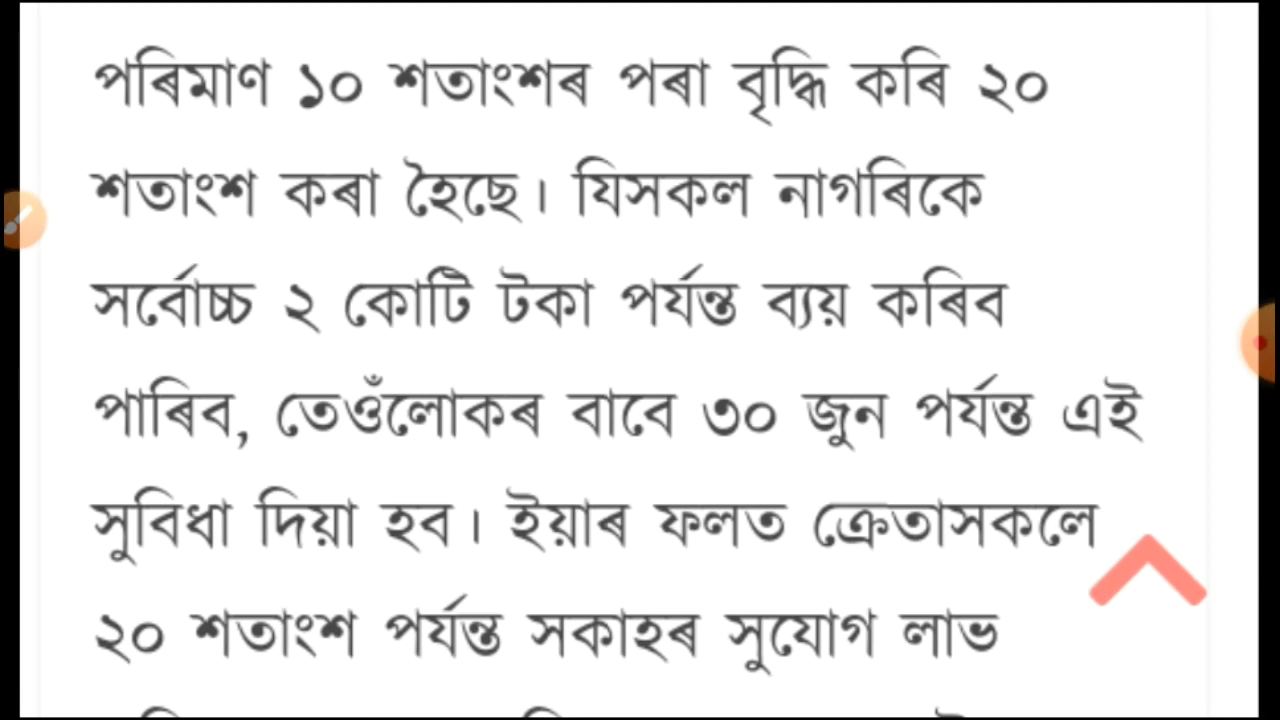 পৰিমাণ ১০ শতাংশৰ পৰা বৃদ্ধি কৰি ২০
শতাংশ কৰা হৈছে। যিসকল নাগৰিকে
সৰ্বোচ্চ ২ কোটি টকা পৰ্যন্ত ব্যয় কৰিব
পাৰিব, তেওঁলোকৰ বাবে ৩০ জুন পৰ্যন্ত এই
সুবিধা দিয়া হব। ইয়াৰ ফলত ক্ৰেতাসকলে
২০ শতাংশ পৰ্যন্ত সকাহৰ সুযোগ লাভ